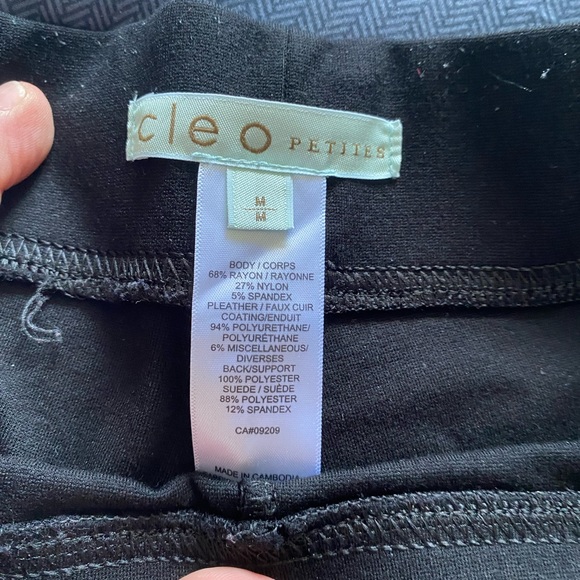 cleo PETITES
M
M
BODY / CORPS
68% RAYON / RAYONNE
27% NYLON
5% SPANDEX
PLEATHER / FAUX CUIR
COATING/ENDUIT
94% POLYURETHANE/
POLYURÉTHANE
6% MISCELLANEOUS/
DIVERSES
BACK/SUPPORT
100% POLYESTER
SUEDE / SUÈDE
88% POLYESTER
12% SPANDEX
CA#09209
MADE IN CAMBODIA